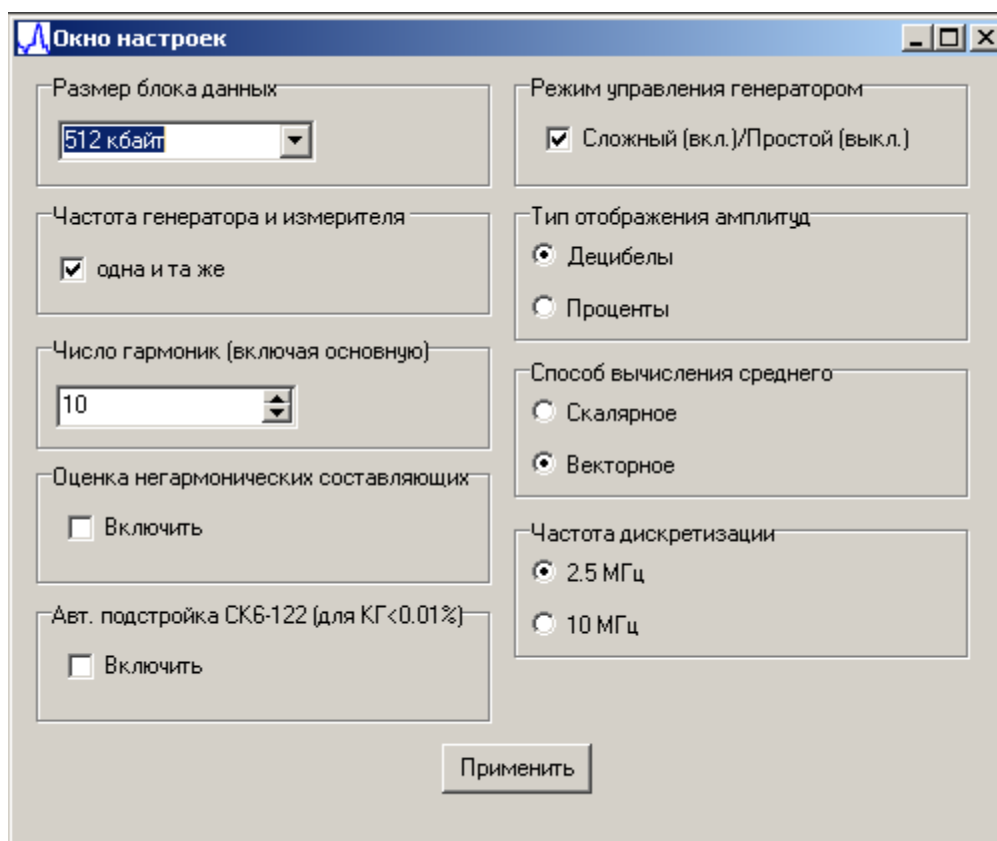 Окно настроек
Размер блока данных
512 кбайт
Частота генератора и измерителя
одна и та же
Число гармоник (включая основную)
10
Оценка негармонических составляющих
Включить
Авт. подстройка СК6-122 (для КГ<0.01%)
Включить
Режим управления генератором
Сложный (вкл.)/Простой (выкл.)
Тип отображения амплитуд
Децибелы
Проценты
Способ вычисления среднего
Скалярное
Векторное
Частота дискретизации
2.5 МГц
10 МГц
Применить